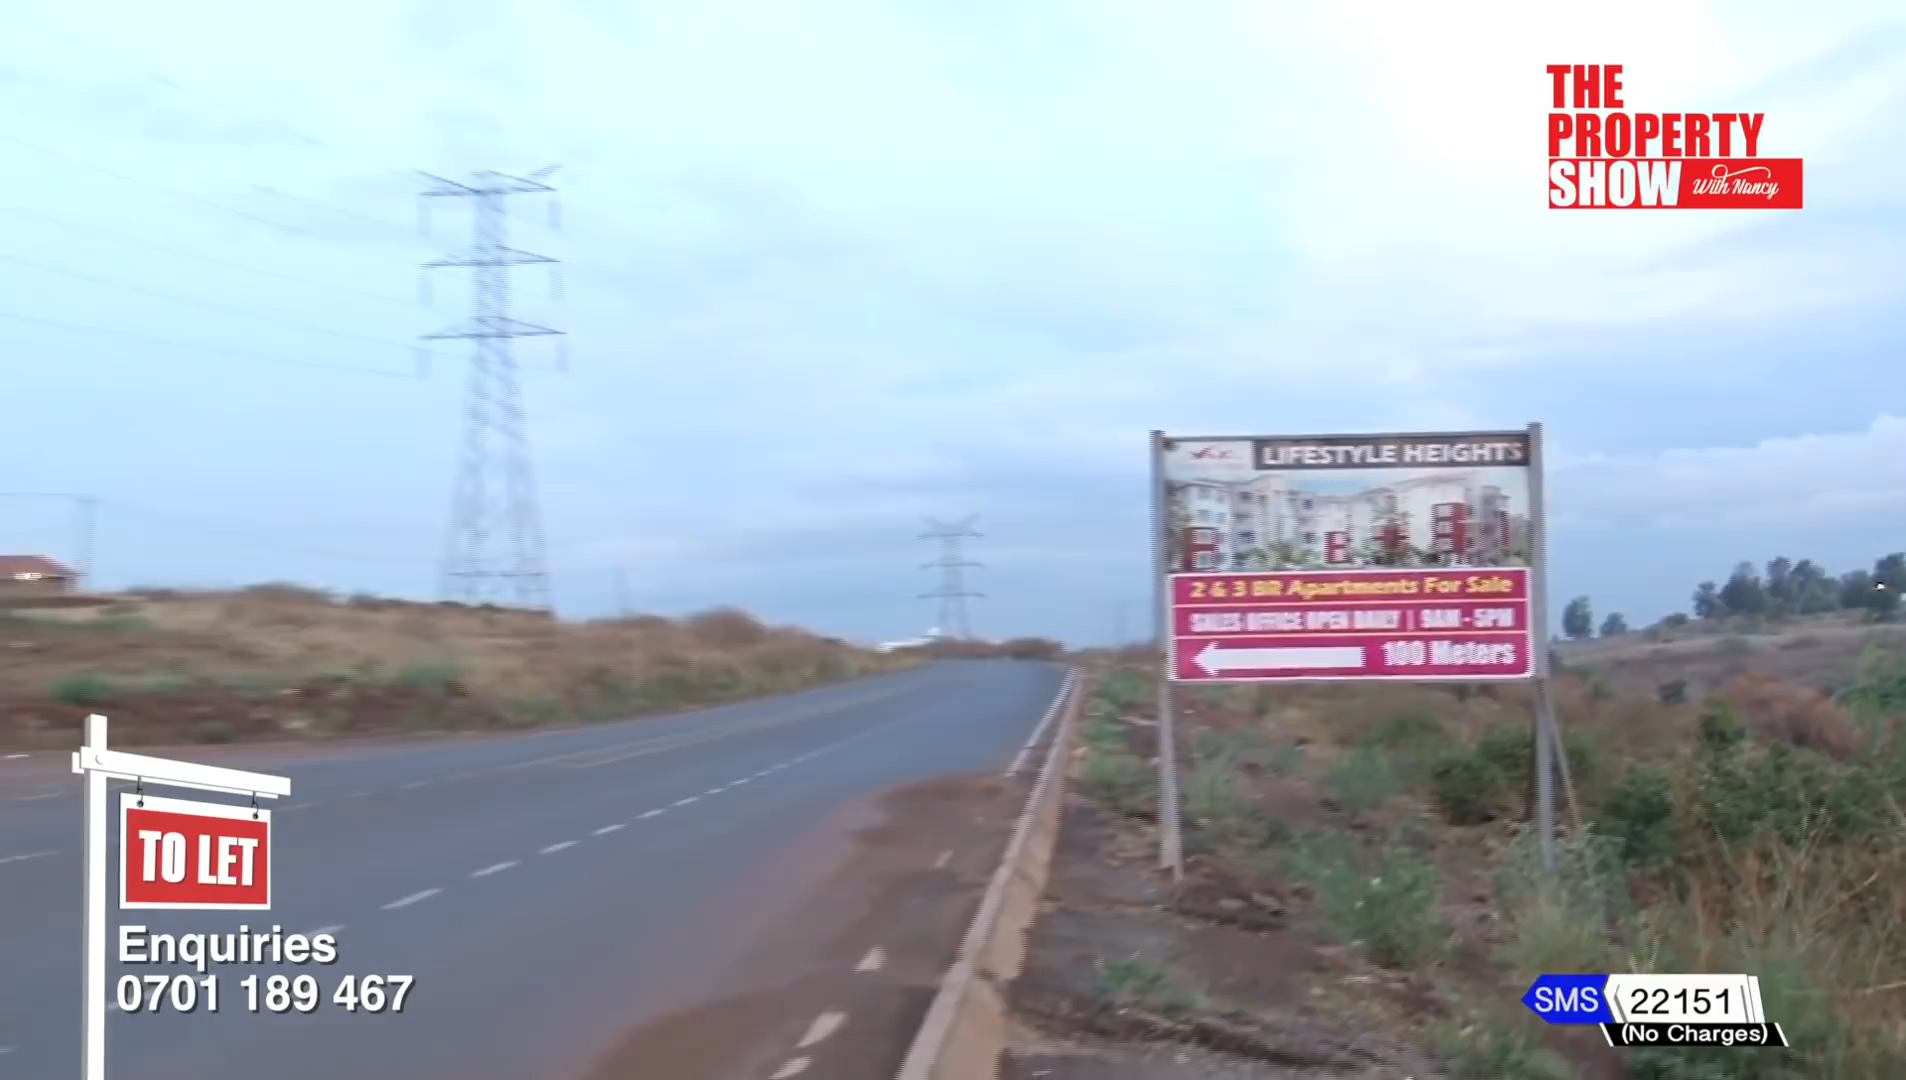 THE
PROPERTY
SHOW With Nancy
LIFESTYLE HEIGHTS
2 & 3 BR Apartments For Sale
SALES OFFICE OPEN DAILY | 9AM - 5PM
100 Meters
TO LET
Enquiries
0701 189 467
SMS 22151
(No Charges)